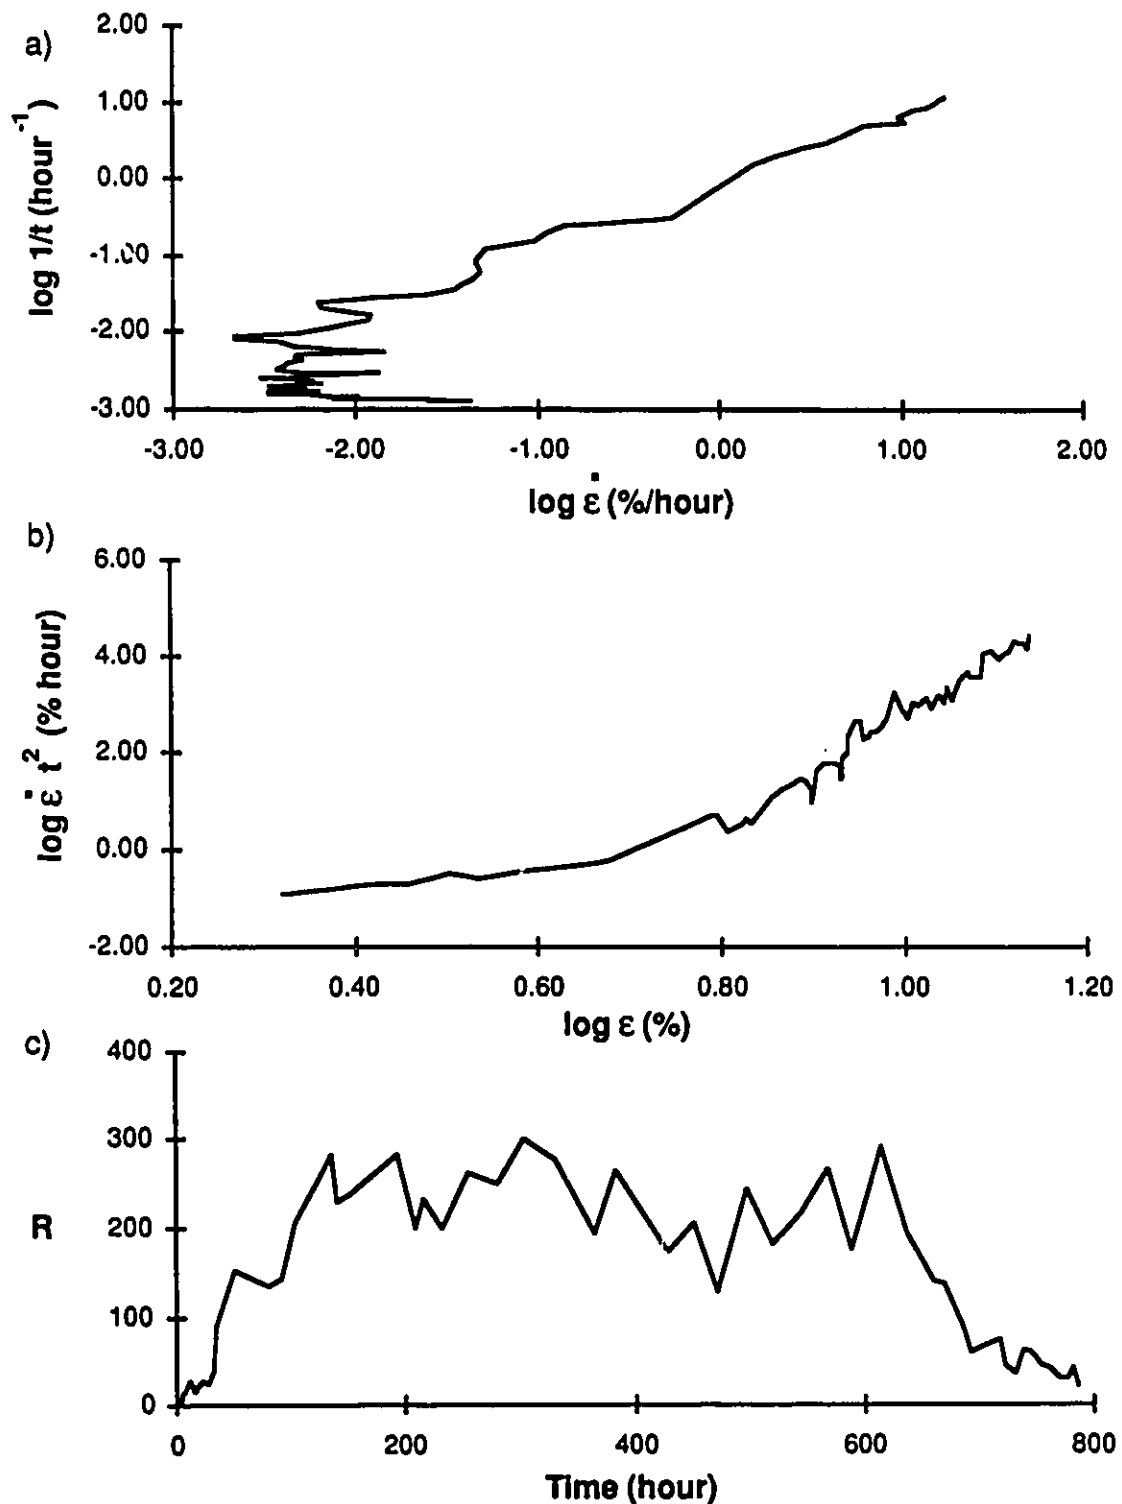 a)
2.00
1.00
0.00
-1.00
-2.00
-3.00
log 1/t (hour⁻¹)
-3.00 -2.00 -1.00 0.00 1.00 2.00
log ε̇ (%/hour)
b)
6.00
4.00
2.00
0.00
-2.00
log ε̇ t² (% hour)
0.20 0.40 0.60 0.80 1.00 1.20
log ε (%)
c)
400
300
200
100
0
R
0 200 400 600 800
Time (hour)